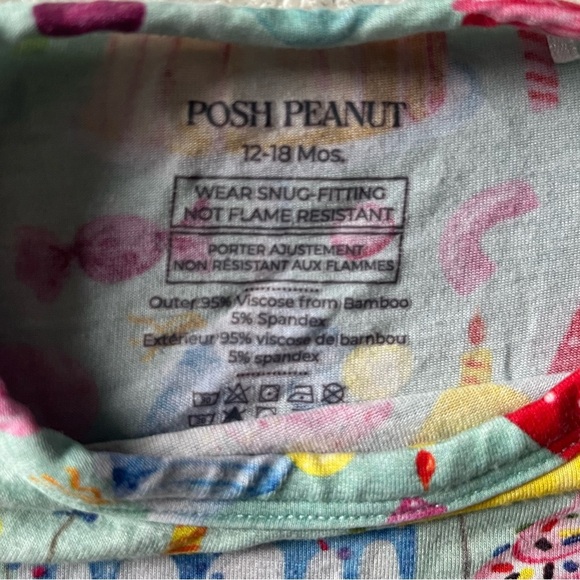 POSH PEANUT
12-18 Mos.
WEAR SNUG-FITTING
NOT FLAME RESISTANT
PORTER AJUSTEMENT
NON RÉSISTANT AUX FLAMMES
Outer 95% Viscose from Bamboo
5% Spandex
Extérieur 95% viscose de bambou
5% spandex